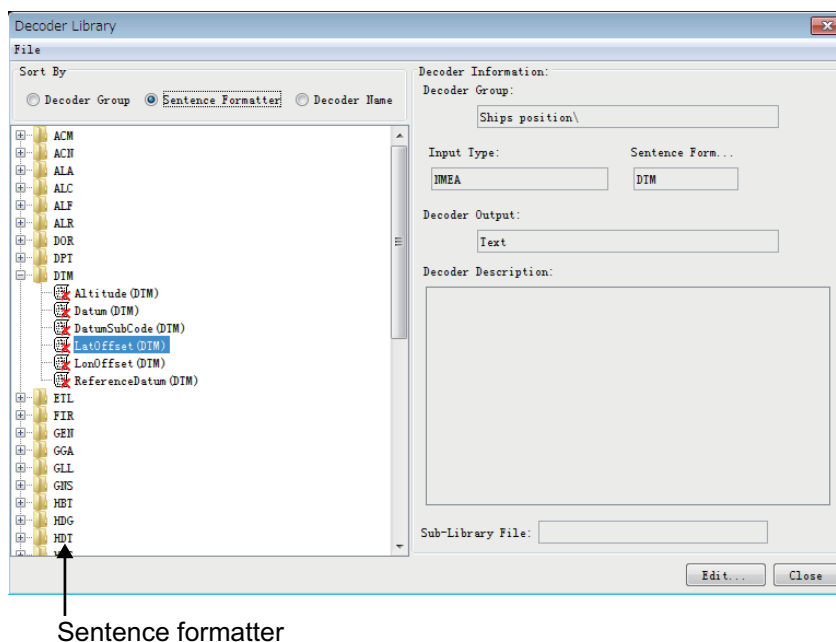 Decoder Library
File
Sort By
Decoder Group Sentence Formatter Decoder Name
ACM
ACN
ALA
ALC
ALF
ALR
DOR
DPT
DTM
Altitude(DTM)
Datum(DTM)
DatumSubCode(DTM)
LatOffset(DTM)
LonOffset(DTM)
ReferenceDatum(DTM)
ETL
FIR
GEN
GGA
GLL
GNS
HBT
HDG
HDT
Decoder Information:
Decoder Group:
Ships position\
Input Type: Sentence Form...
NMEA DTM
Decoder Output:
Text
Decoder Description:
Sub-Library File:
Edit... Close
Sentence formatter